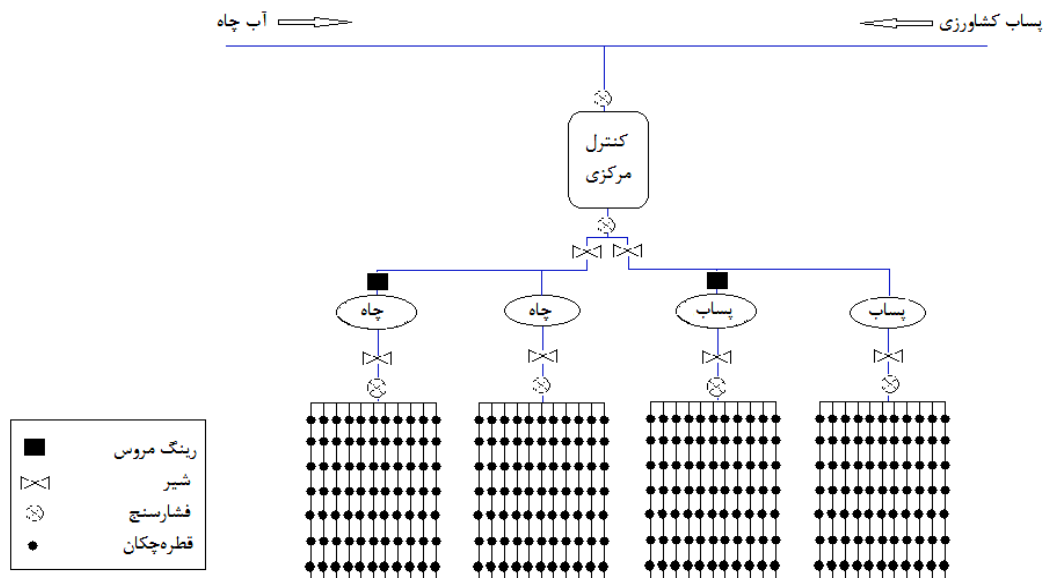 پساب کشاورزی
آب چاه
کنترل
مرکزی
پساب
پساب
چاه
چاه
رینگ مروس
شیر
فشارسنج
قطره‌چکان